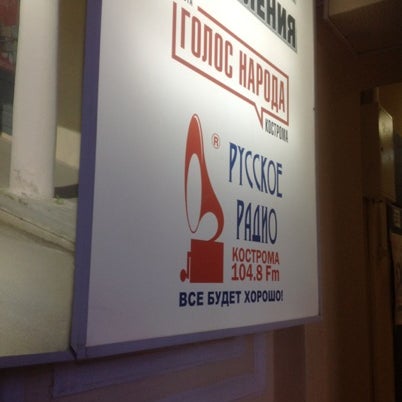 ГОЛОС НАРОДА
КОСТРОМА
®
РУССКОЕ
РАДИО
КОСТРОМА
104.8 Fm
ВСЕ БУДЕТ ХОРОШО!